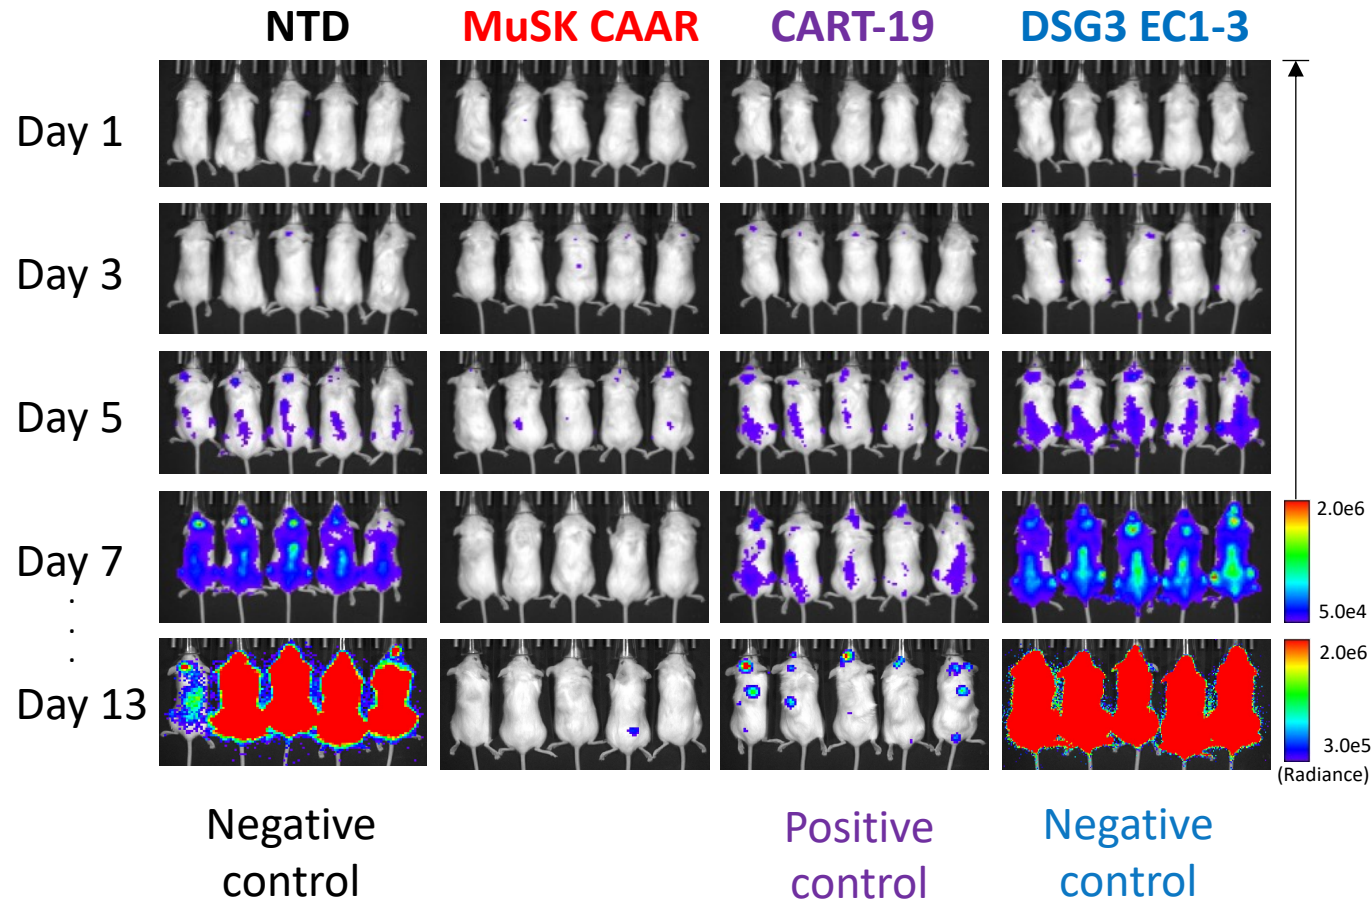 NTD
MuSK CAAR
CART-19
DSG3 EC1-3
Day 1
Day 3
Day 5
Day 7
2.0e6
5.0e4
.
.
.
Day 13
2.0e6
3.0e5
(Radiance)
Negative
control
Positive
control
Negative
control